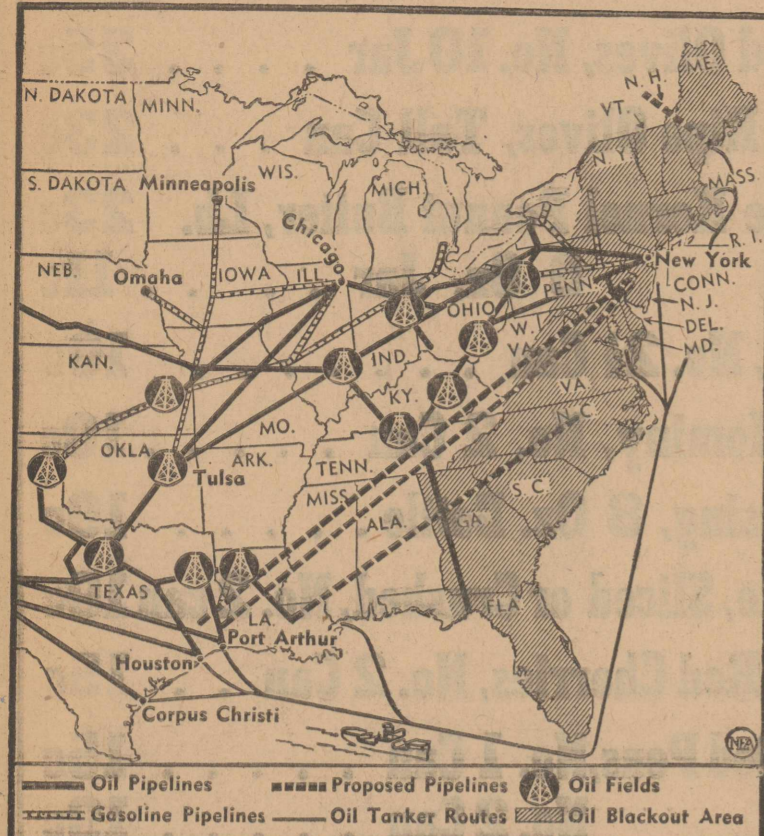 ME.
N. H.
VT.
N. DAKOTA
MINN.
WIS.
MICH
N. Y.
MASS.
S. DAKOTA
Minneapolis
R. I.
Chicago
New York
NEB.
Omaha
IOWA
ILL.
OHIO
PENN
CONN.
N. J.
DEL.
MD.
W.
VA.
KAN.
IND.
KY.
VA.
MO.
N. C.
OKLA
ARK.
Tulsa
TENN.
MISS.
S. C.
ALA.
GA.
TEXAS
LA.
FLA.
Port Arthur
Houston
Corpus Christi
NEA
Oil Pipelines
Proposed Pipelines
Oil Fields
Gasoline Pipelines
Oil Tanker Routes
Oil Blackout Area